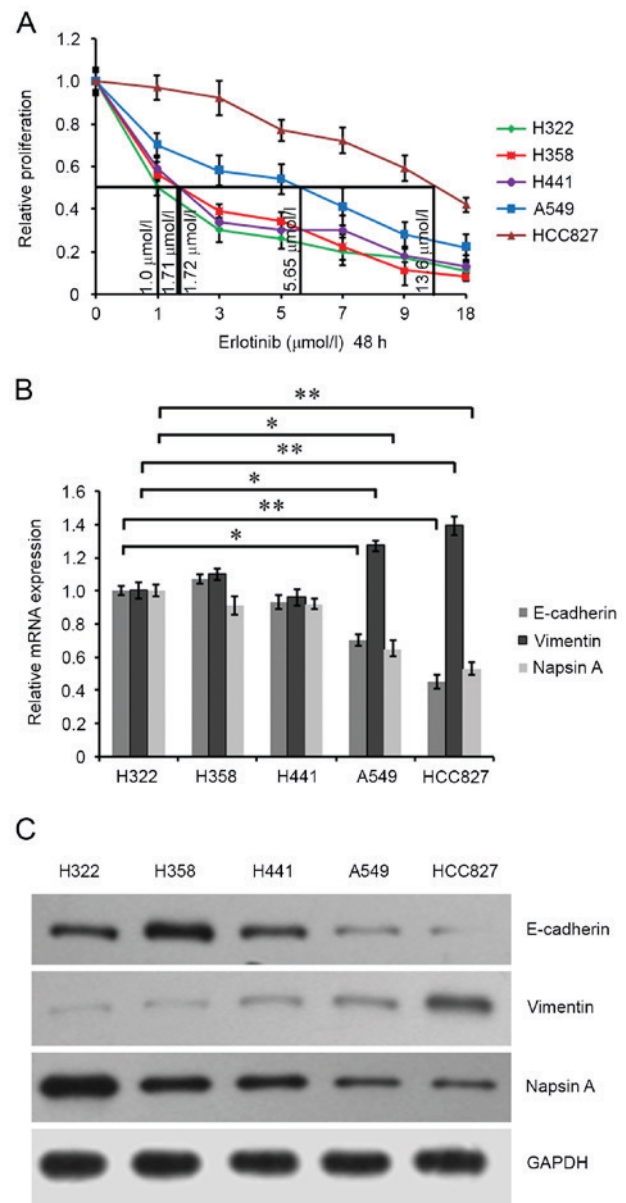 A
1.2
1.0
0.8
0.6
0.4
0.2
0
Relative proliferation
1.0 µmol/l
1.71 µmol/l
1.72 µmol/l
5.65 µmol/l
13.6 µmol/l
0 1 3 5 7 9 18
Erlotinib (µmol/l) 48 h
H322
H358
H441
A549
HCC827
B
**
*
**
*
**
*
1.6
1.4
1.2
1.0
0.8
0.6
0.4
0.2
0
Relative mRNA expression
H322 H358 H441 A549 HCC827
E-cadherin
Vimentin
Napsin A
C
H322 H358 H441 A549 HCC827
E-cadherin
Vimentin
Napsin A
GAPDH